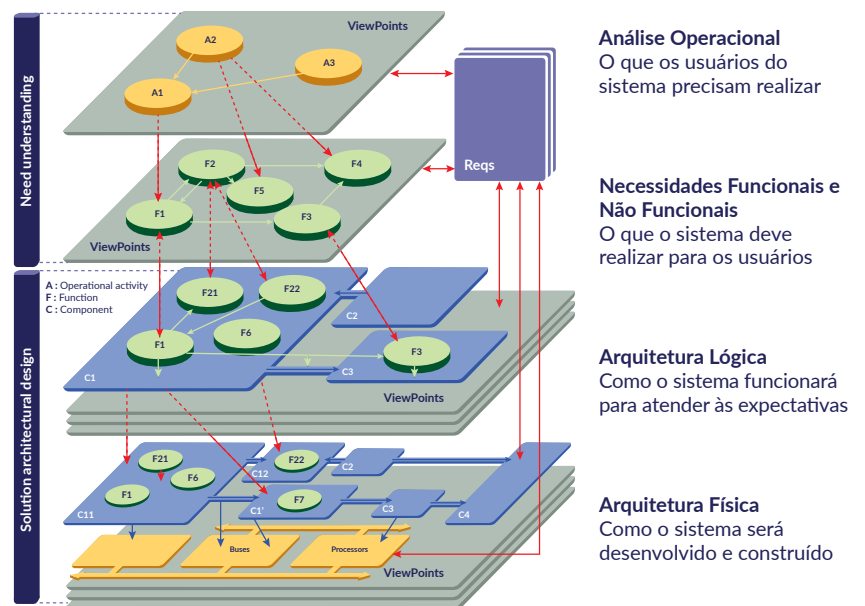 Need understanding
Solution architectural design
ViewPoints
A2
A3
A1
Reqs
F2
F4
F5
F1
F3
ViewPoints
A : Operational activity
F : Function
C : Component
F21
F22
C2
F6
F1
F3
C1
C3
ViewPoints
F21
F22
C2
F6
C12
F1
F7
C11
C1'
C3
C4
Buses
Processors
ViewPoints
Análise Operacional
O que os usuários do
sistema precisam realizar
Necessidades Funcionais e
Não Funcionais
O que o sistema deve
realizar para os usuários
Arquitetura Lógica
Como o sistema funcionará
para atender às expectativas
Arquitetura Física
Como o sistema será
desenvolvido e construído